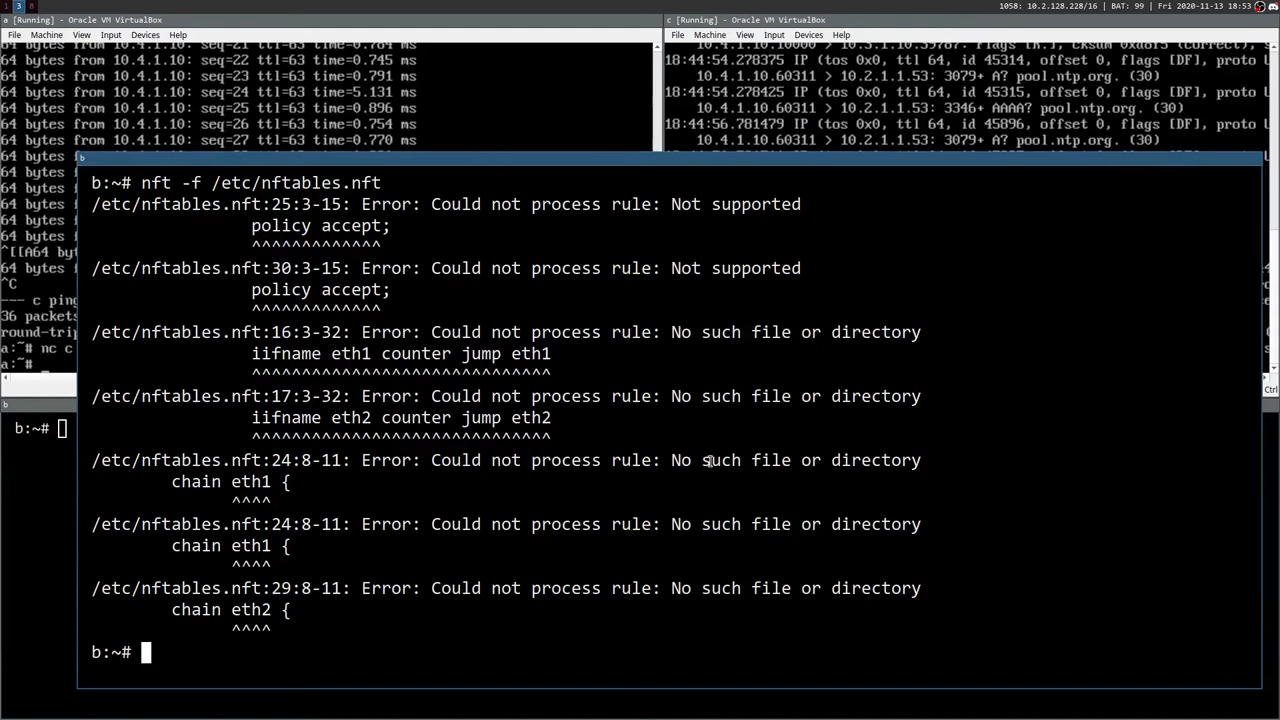 1 3 8
1058: 10.2.128.228/16 | BAT: 99 | Fri 2020-11-13 18:53
a [Running] - Oracle VM VirtualBox
File Machine View Input Devices Help
64 bytes from 10.4.1.10: seq=21 ttl=63 time=0.784 ms
64 bytes from 10.4.1.10: seq=22 ttl=63 time=0.745 ms
64 bytes from 10.4.1.10: seq=23 ttl=63 time=0.791 ms
64 bytes from 10.4.1.10: seq=24 ttl=63 time=5.131 ms
64 bytes from 10.4.1.10: seq=25 ttl=63 time=0.896 ms
64 bytes from 10.4.1.10: seq=26 ttl=63 time=0.754 ms
64 bytes from 10.4.1.10: seq=27 ttl=63 time=0.770 ms
64 b
64 b
64 b
64 b
64 b
64 b
^[[A64 byt
64 bytes f
^C
--- c ping
36 packets
round-trip
a:~# nc c
a:~#
c [Running] - Oracle VM VirtualBox
File Machine View Input Devices Help
18:44:54.278375 IP (tos 0x0, ttl 64, id 45314, offset 0, flags [DF], proto U
10.4.1.10.60311 > 10.2.1.1.53: 3079+ A? pool.ntp.org. (30)
18:44:54.278425 IP (tos 0x0, ttl 64, id 45315, offset 0, flags [DF], proto U
10.4.1.10.60311 > 10.2.1.1.53: 3346+ AAAA? pool.ntp.org. (30)
18:44:56.781479 IP (tos 0x0, ttl 64, id 45896, offset 0, flags [DF], proto U
10.4.1.10.60311 > 10.2.1.1.53: 3079+ A? pool.ntp.org. (30)
Ctrl
b
b:~#
b
b:~# nft -f /etc/nftables.nft
/etc/nftables.nft:25:3-15: Error: Could not process rule: Not supported
policy accept;
^^^^^^^^^^^^^
/etc/nftables.nft:30:3-15: Error: Could not process rule: Not supported
policy accept;
^^^^^^^^^^^^^
/etc/nftables.nft:16:3-32: Error: Could not process rule: No such file or directory
iifname eth1 counter jump eth1
^^^^^^^^^^^^^^^^^^^^^^^^^^^^^^
/etc/nftables.nft:17:3-32: Error: Could not process rule: No such file or directory
iifname eth2 counter jump eth2
^^^^^^^^^^^^^^^^^^^^^^^^^^^^^^
/etc/nftables.nft:24:8-11: Error: Could not process rule: No such file or directory
chain eth1 {
^^^^
/etc/nftables.nft:24:8-11: Error: Could not process rule: No such file or directory
chain eth1 {
^^^^
/etc/nftables.nft:29:8-11: Error: Could not process rule: No such file or directory
chain eth2 {
^^^^
b:~#